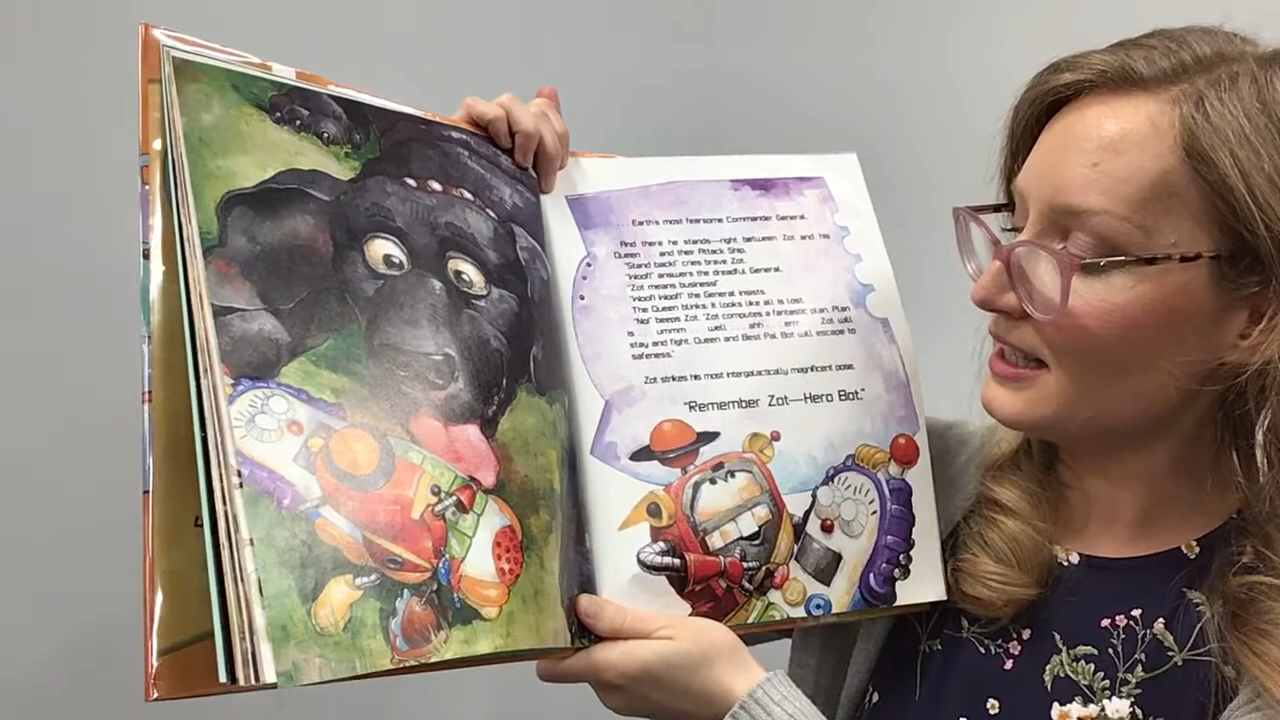 . . . Earth's most fearsome Commander General.
And there he stands—right between Zot and his
Queen . . . and their Attack Ship.
"Stand back!" cries brave Zot.
"Woof!" answers the dreadful General.
"Zot means business!"
"Woof! Woof!" the General insists.
The Queen blinks. It looks like all is lost.
"No!" beeps Zot. "Zot computes a fantastic plan. Plan
is . . . ummm . . . well . . . ahh . . . errr . . . Zot will
stay and fight. Queen and Best Pal Bot will escape to
safeness."
Zot strikes his most intergalactically magnificent pose.
"Remember Zot—Hero Bot."